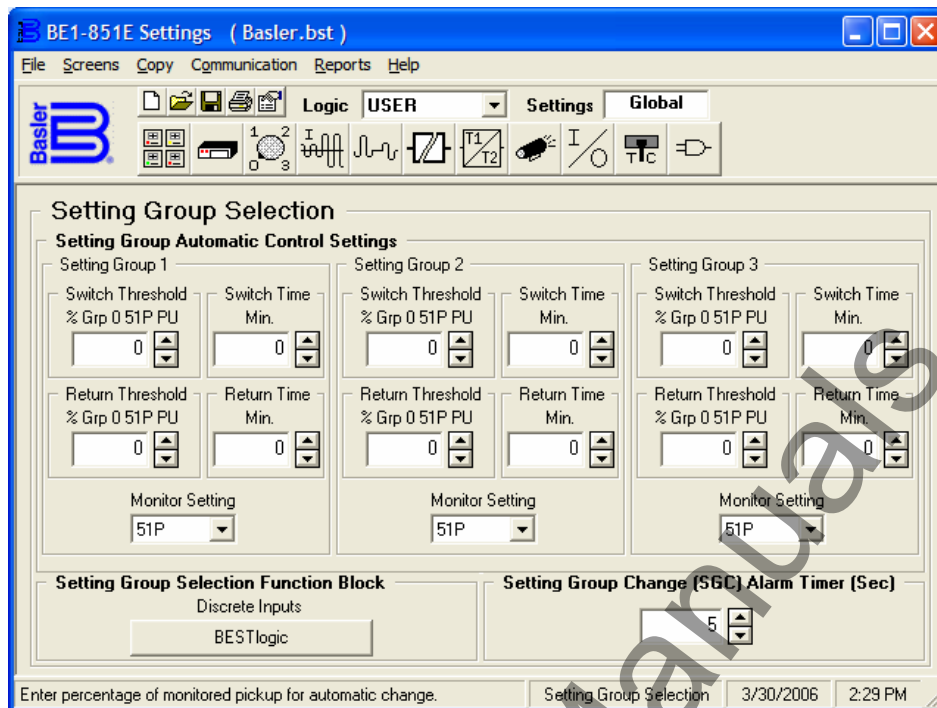 BE1-851E Settings ( Basler.bst )
File Screens Copy Communication Reports Help
Basler
Logic USER Settings Global
1 2 0 3 I T1 T2 I O T C
Setting Group Selection
Setting Group Automatic Control Settings
Setting Group 1 Setting Group 2 Setting Group 3
Switch Threshold Switch Time Switch Threshold Switch Time Switch Threshold Switch Time
% Grp 0 51P PU Min. % Grp 0 51P PU Min. % Grp 0 51P PU Min.
0 0 0 0 0 0
Return Threshold Return Time Return Threshold Return Time Return Threshold Return Time
% Grp 0 51P PU Min. % Grp 0 51P PU Min. % Grp 0 51P PU Min.
0 0 0 0 0 0
Monitor Setting Monitor Setting Monitor Setting
51P 51P 51P
Setting Group Selection Function Block Setting Group Change (SGC) Alarm Timer (Sec)
Discrete Inputs
BESTlogic 5
Enter percentage of monitored pickup for automatic change. Setting Group Selection 3/30/2006 2:29 PM
Manuals